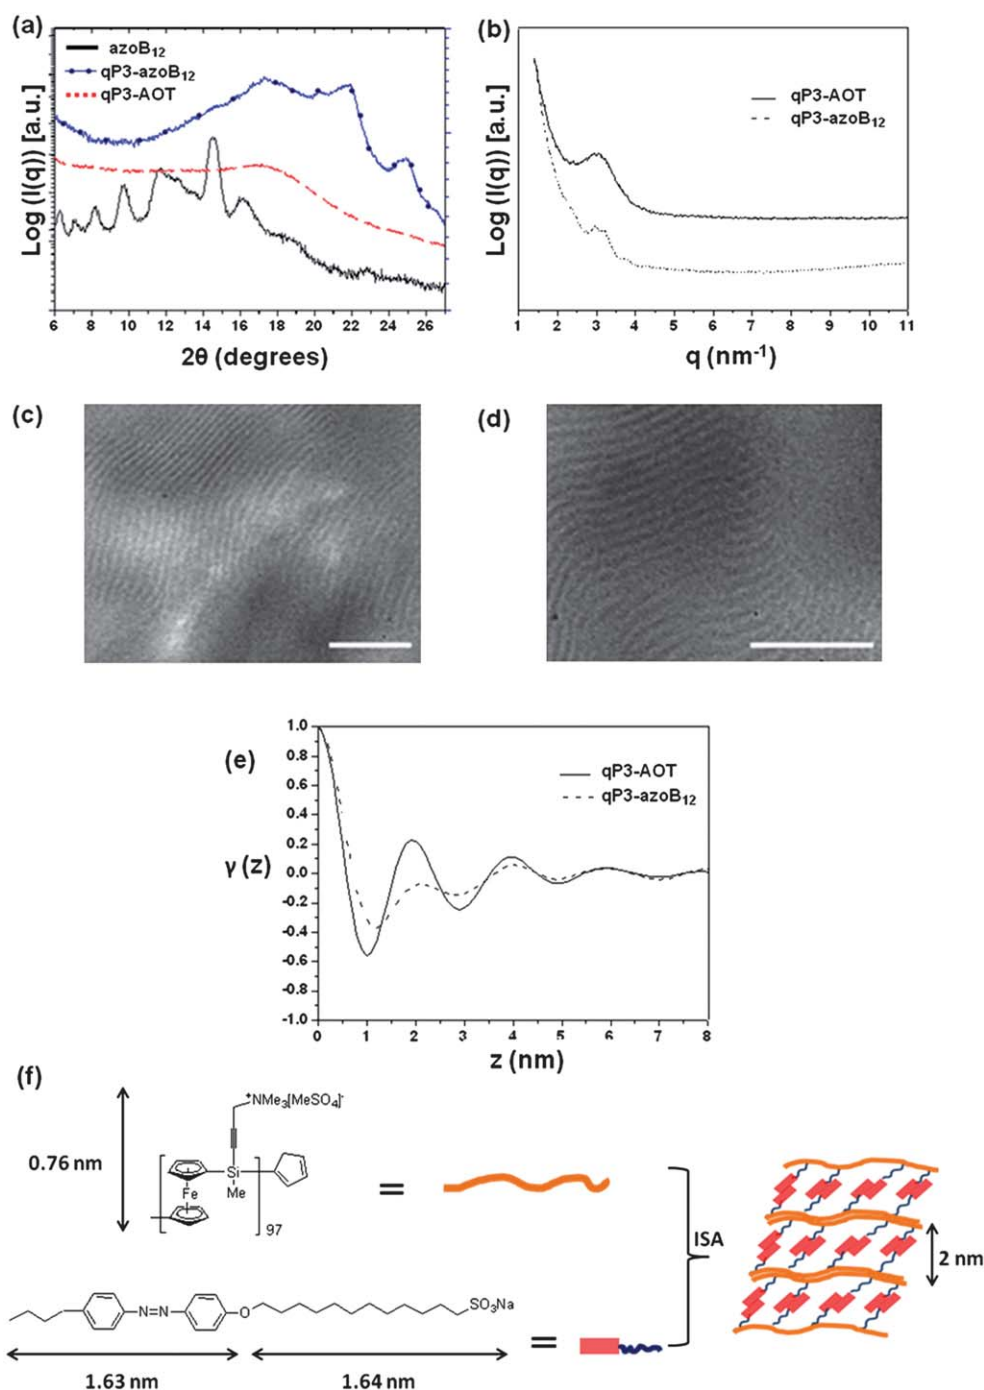 (a)
azoB12
qP3-azoB12
qP3-AOT
Log (I(q)) [a.u.]
6 8 10 12 14 16 18 20 22 24 26
2θ (degrees)
(b)
qP3-AOT
qP3-azoB12
Log (I(q)) [a.u.]
1 2 3 4 5 6 7 8 9 10 11
q (nm-1)
(c)
(d)
(e)
qP3-AOT
qP3-azoB12
γ (z)
1.0
0.8
0.6
0.4
0.2
0.0
-0.2
-0.4
-0.6
-0.8
-1.0
0 1 2 3 4 5 6 7 8
z (nm)
(f)
0.76 nm
+NMe3[MeSO4]-
Si
Me
Fe
97
=
ISA
2 nm
N=N
O
SO3Na
=
1.63 nm
1.64 nm